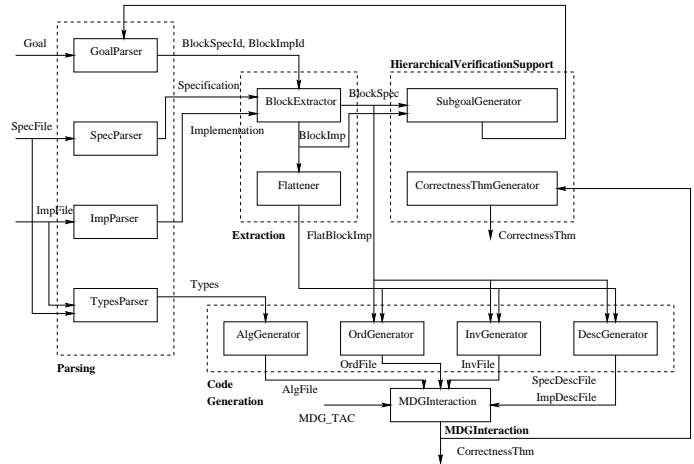 Goal
GoalParser
BlockSpecId, BlockImpId
HierarchicalVerificationSupport
Specification
BlockExtractor
BlockSpec
SubgoalGenerator
SpecFile
SpecParser
Implementation
BlockImp
Flattener
CorrectnessThmGenerator
ImpFile
ImpParser
Extraction
FlatBlockImp
CorrectnessThm
Types
TypesParser
AlgGenerator
OrdGenerator
InvGenerator
DescGenerator
Parsing
OrdFile
InvFile
Code
Generation
AlgFile
SpecDescFile
ImpDescFile
MDGInteraction
MDG_TAC
MDGInteraction
CorrectnessThm